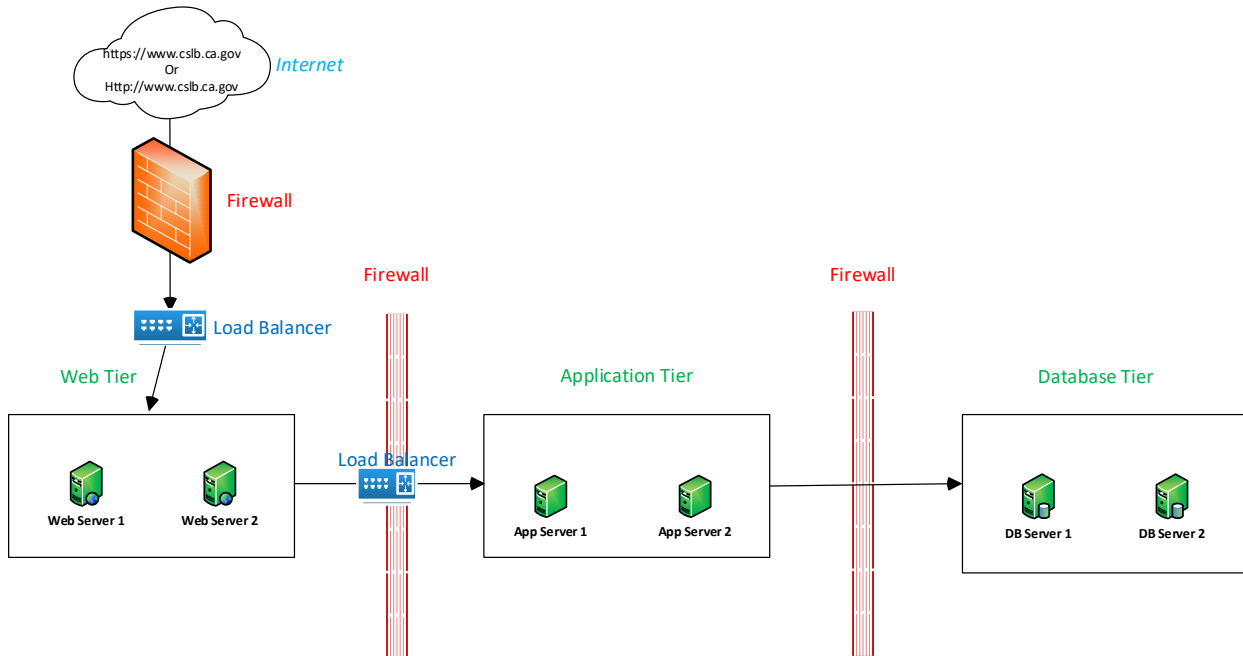 https://www.cslb.ca.gov
Or
Http://www.cslb.ca.gov
Internet
Firewall
Firewall
Firewall
Load Balancer
Web Tier
Application Tier
Database Tier
Load Balancer
Web Server 1
Web Server 2
App Server 1
App Server 2
DB Server 1
DB Server 2